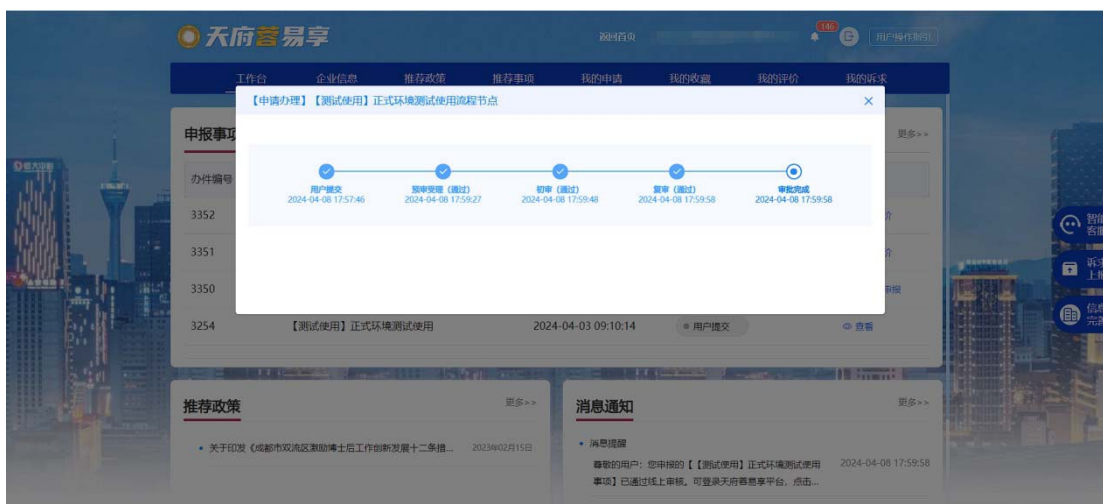 天府蓉易享
返回首页
146
用户操作指引
工作台 企业信息 推荐政策 推荐事项 我的申请 我的收藏 我的评价 我的诉求
【申请办理】【测试使用】正式环境测试使用流程节点
申报事项
更多>>
用户提交 预审受理（通过） 初审（通过） 复审（通过） 审批完成
2024-04-08 17:57:46 2024-04-08 17:59:27 2024-04-08 17:59:48 2024-04-08 17:59:58 2024-04-08 17:59:58
办件编号
3352
3351
3350
3254 【测试使用】正式环境测试使用 2024-04-03 09:10:14 用户提交 查看
智能
客服
诉求
上报
信息
完善
推荐政策 更多>>
关于印发《成都市双流区激励博士后工作创新发展十二条措... 2023年02月15日
消息通知 更多>>
消息提醒
尊敬的用户：您申报的【【测试使用】正式环境测试使用 2024-04-08 17:59:58
事项】已通过线上审核。可登录天府蓉易享平台，点击...